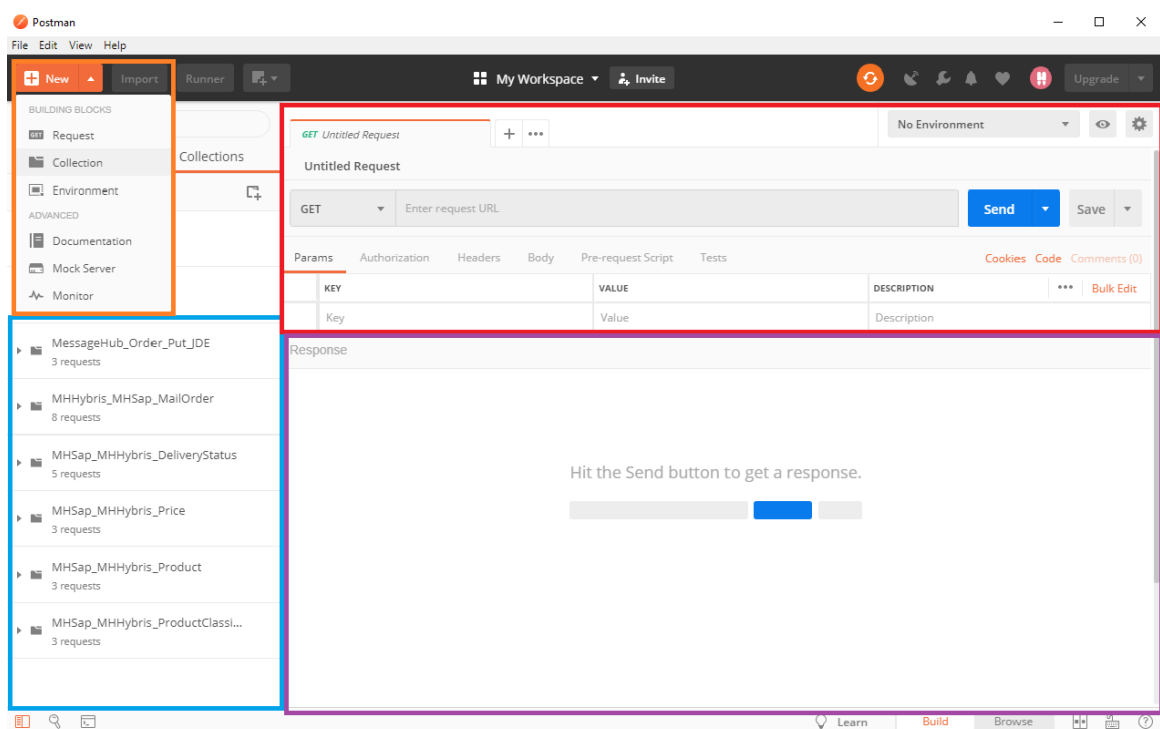 Postman
File Edit View Help
New Import Runner My Workspace Invite Upgrade
BUILDING BLOCKS
GET Request
Collection
Environment
ADVANCED
Documentation
Mock Server
Monitor
Collections
MessageHub_Order_Put_JDE
3 requests
MHHybris_MHSap_MailOrder
8 requests
MHSap_MHHybris_DeliveryStatus
5 requests
MHSap_MHHybris_Price
3 requests
MHSap_MHHybris_Product
3 requests
MHSap_MHHybris_ProductClassi...
3 requests
GET Untitled Request
No Environment
Untitled Request
GET Enter request URL Send Save
Params Authorization Headers Body Pre-request Script Tests Cookies Code Comments (0)
KEY VALUE DESCRIPTION Bulk Edit
Key Value Description
Response
Hit the Send button to get a response.
Learn Build Browse